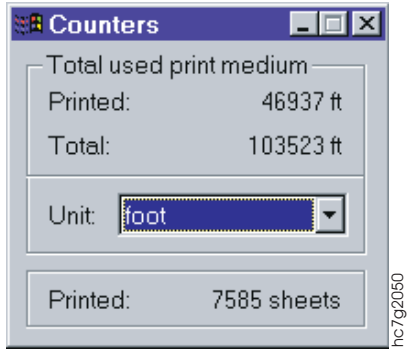 Counters
Total used print medium
Printed: 46937 ft
Total: 103523 ft
Unit: foot
Printed: 7585 sheets
hc7g2050